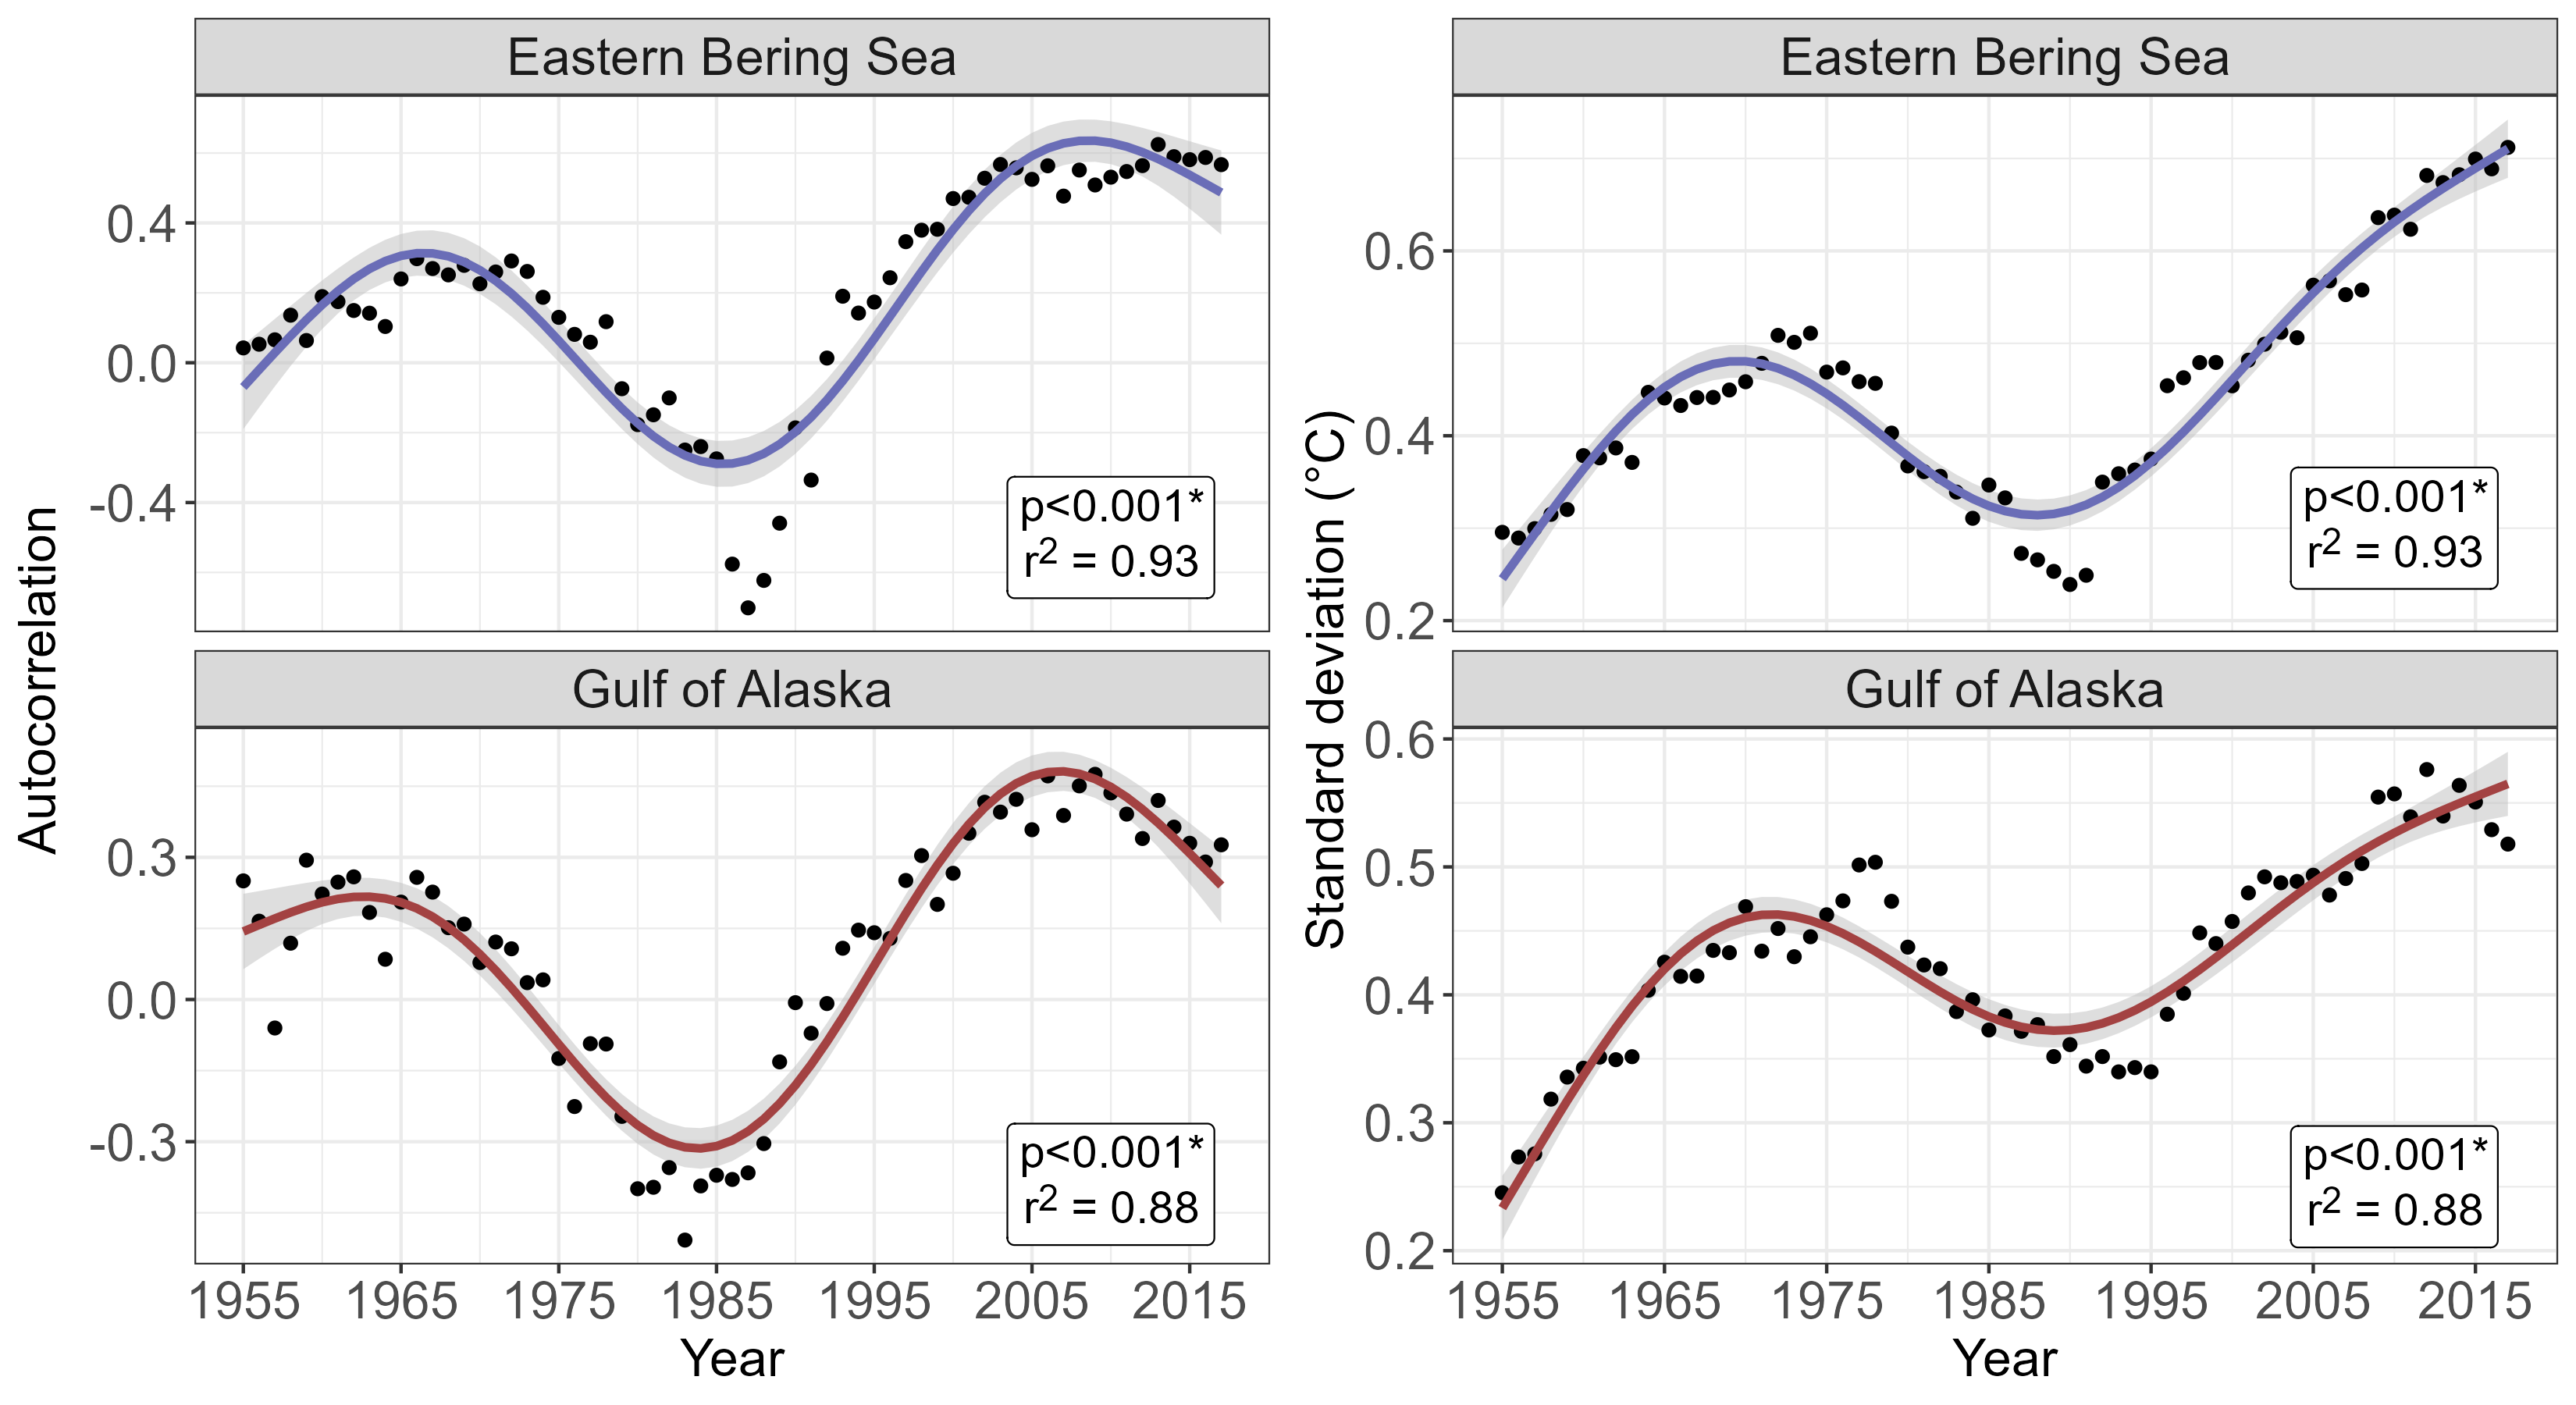 Eastern Bering Sea
Autocorrelation
0.4
0.0
-0.4
p<0.001*
r² = 0.93
Gulf of Alaska
0.3
0.0
-0.3
p<0.001*
r² = 0.88
1955 1965 1975 1985 1995 2005 2015
Year
Eastern Bering Sea
Standard deviation (°C)
0.6
0.4
0.2
p<0.001*
r² = 0.93
Gulf of Alaska
0.6
0.5
0.4
0.3
0.2
p<0.001*
r² = 0.88
1955 1965 1975 1985 1995 2005 2015
Year